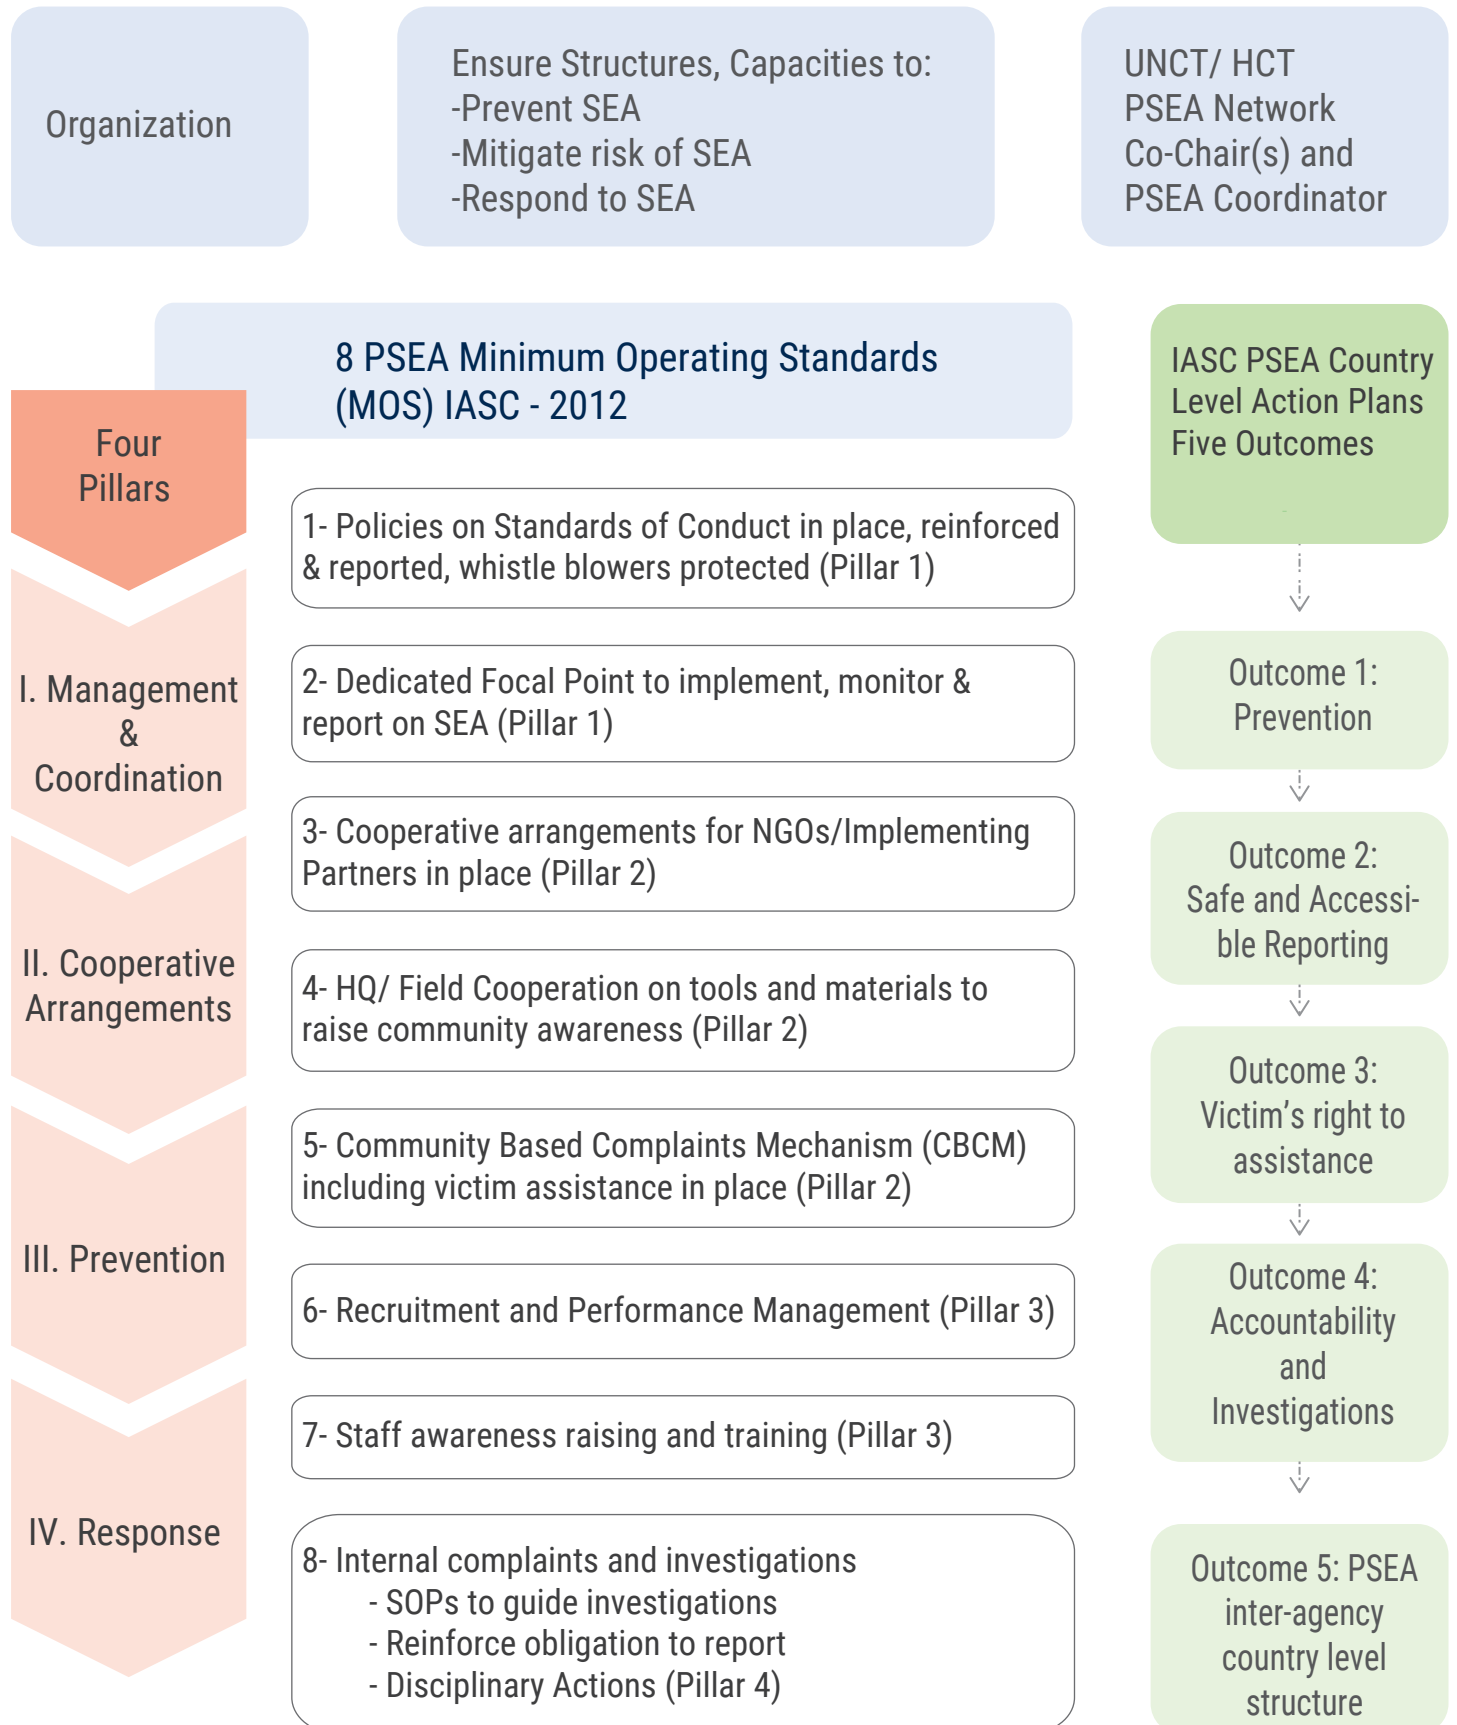 Organization
Ensure Structures, Capacities to:
-Prevent SEA
-Mitigate risk of SEA
-Respond to SEA
UNCT/ HCT
PSEA Network
Co-Chair(s) and
PSEA Coordinator
8 PSEA Minimum Operating Standards
(MOS) IASC - 2012
Four
Pillars
I. Management
&
Coordination
II. Cooperative
Arrangements
III. Prevention
IV. Response
1- Policies on Standards of Conduct in place, reinforced
& reported, whistle blowers protected (Pillar 1)
2- Dedicated Focal Point to implement, monitor &
report on SEA (Pillar 1)
3- Cooperative arrangements for NGOs/Implementing
Partners in place (Pillar 2)
4- HQ/ Field Cooperation on tools and materials to
raise community awareness (Pillar 2)
5- Community Based Complaints Mechanism (CBCM)
including victim assistance in place (Pillar 2)
6- Recruitment and Performance Management (Pillar 3)
7- Staff awareness raising and training (Pillar 3)
8- Internal complaints and investigations
- SOPs to guide investigations
- Reinforce obligation to report
- Disciplinary Actions (Pillar 4)
IASC PSEA Country
Level Action Plans
Five Outcomes
Outcome 1:
Prevention
Outcome 2:
Safe and Accessi-
ble Reporting
Outcome 3:
Victim’s right to
assistance
Outcome 4:
Accountability
and
Investigations
Outcome 5: PSEA
inter-agency
country level
structure